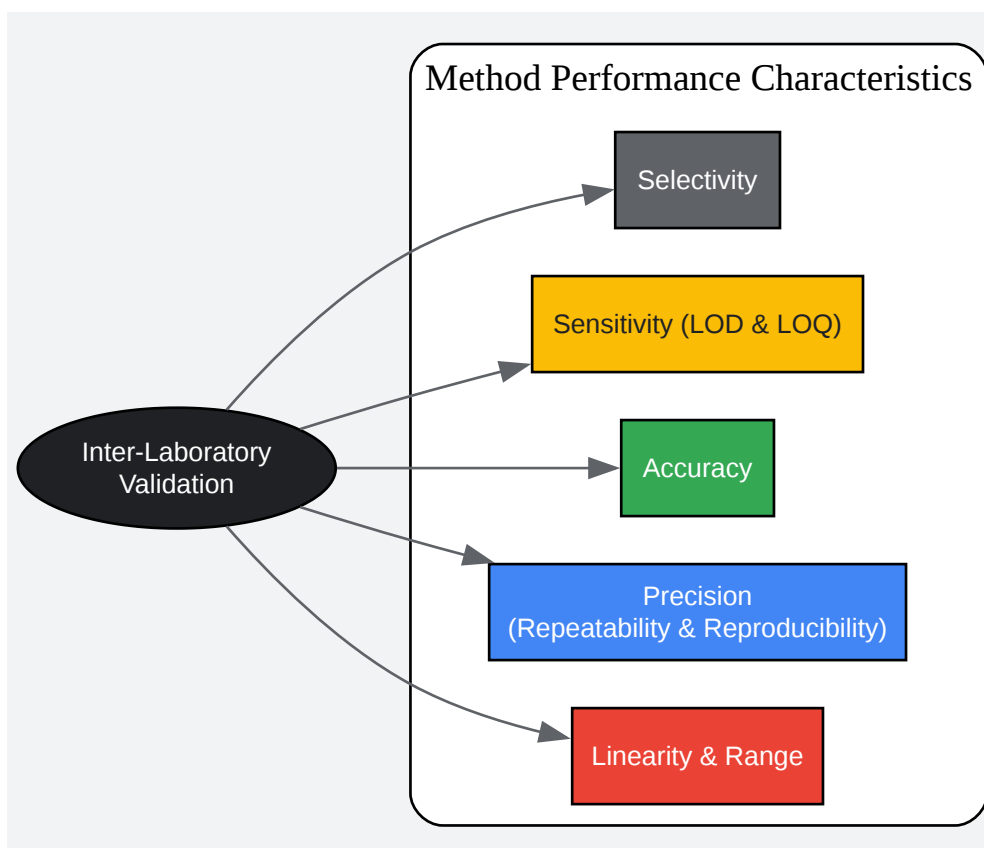 Method Performance Characteristics
Selectivity
Sensitivity (LOD & LOQ)
Inter-Laboratory
Validation
Accuracy
Precision
(Repeatability & Reproducibility)
Linearity & Range